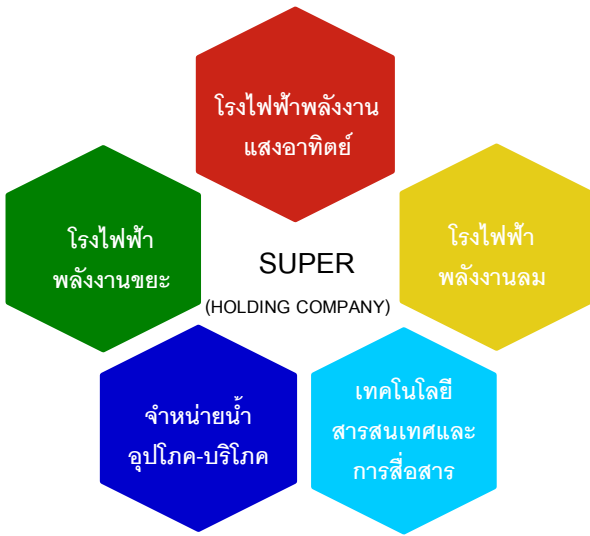 โรงไฟฟ้าพลังงาน
แสงอาทิตย์
โรงไฟฟ้า
พลังงานขยะ
SUPER
(HOLDING COMPANY)
โรงไฟฟ้า
พลังงานลม
จำหน่ายน้ำ
อุปโภค-บริโภค
เทคโนโลยี
สารสนเทศและ
การสื่อสาร